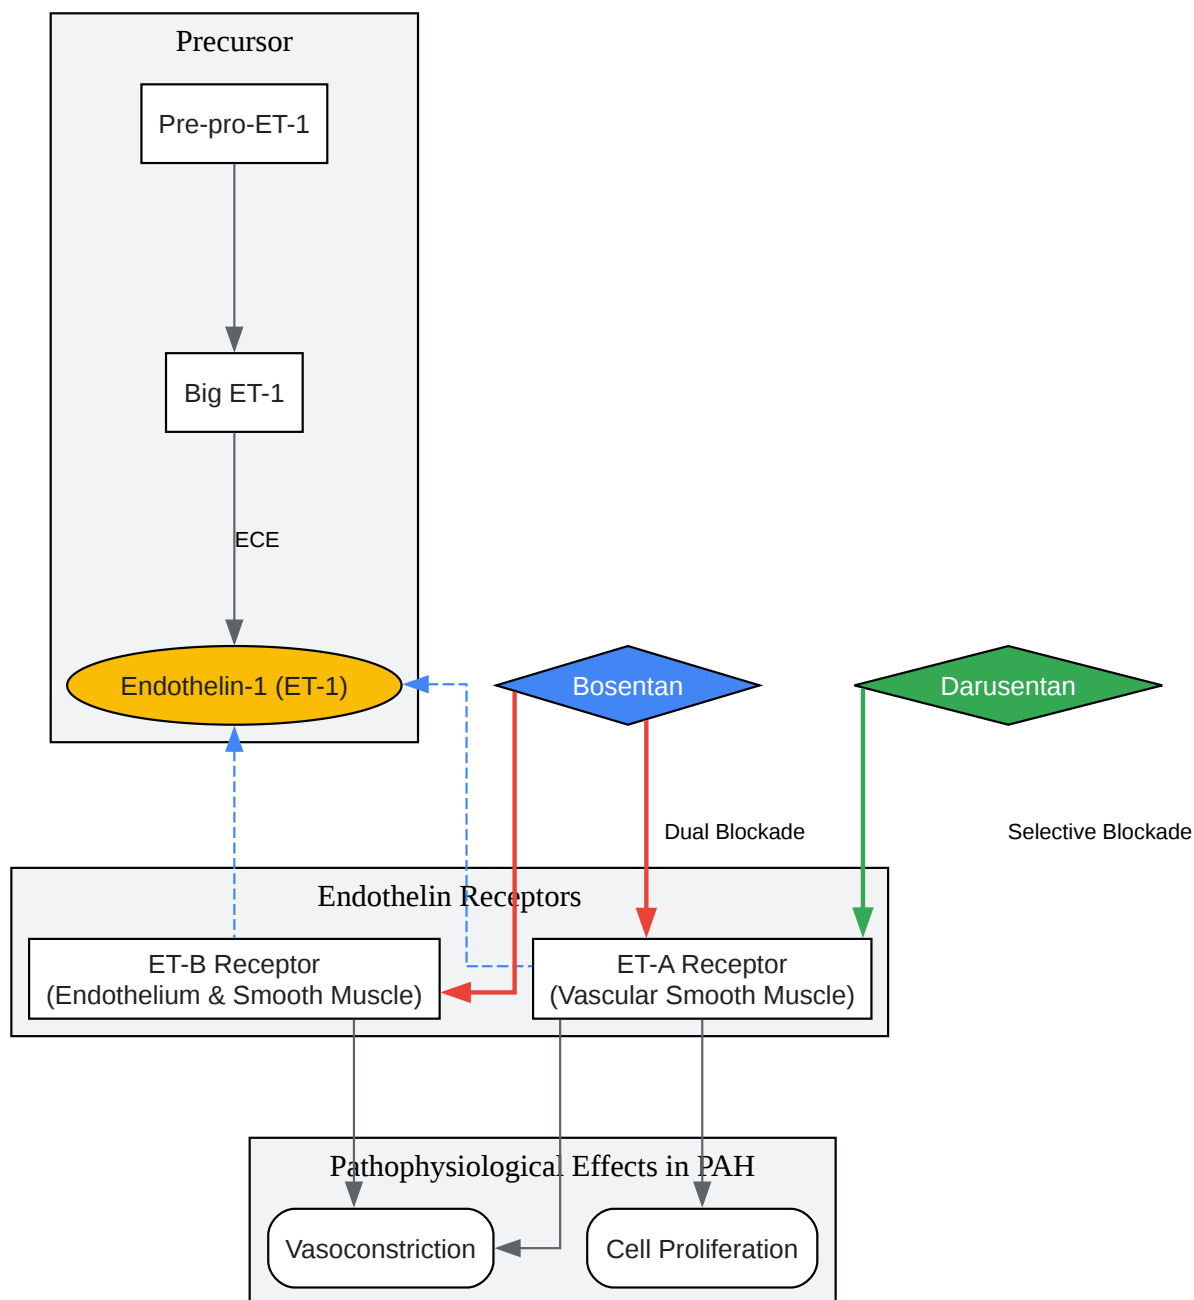 Precursor
Pre-pro-ET-1
Big ET-1
ECE
Endothelin-1 (ET-1)
Bosentan
Darusentan
Dual Blockade
Selective Blockade
Endothelin Receptors
ET-B Receptor
(Endothelium & Smooth Muscle)
ET-A Receptor
(Vascular Smooth Muscle)
Pathophysiological Effects in PAH
Vasoconstriction
Cell Proliferation